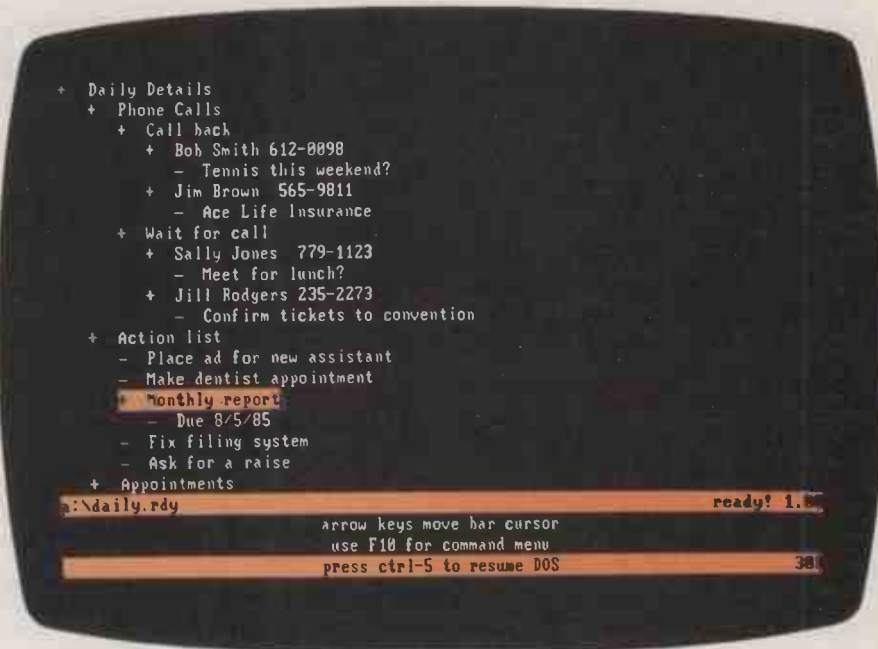 + Daily Details
+ Phone Calls
+ Call back
+ Bob Smith 612-0098
- Tennis this weekend?
+ Jim Brown 565-9811
- Ace Life Insurance
+ Wait for call
+ Sally Jones 779-1123
- Meet for lunch?
+ Jill Rodgers 235-2273
- Confirm tickets to convention
+ Action list
- Place ad for new assistant
- Make dentist appointment
+ Monthly report
- Due 8/5/85
- Fix filing system
- Ask for a raise
+ Appointments
a:\daily.rdy ready!
arrow keys move bar cursor
use F10 for command menu
press ctrl-5 to resume DOS